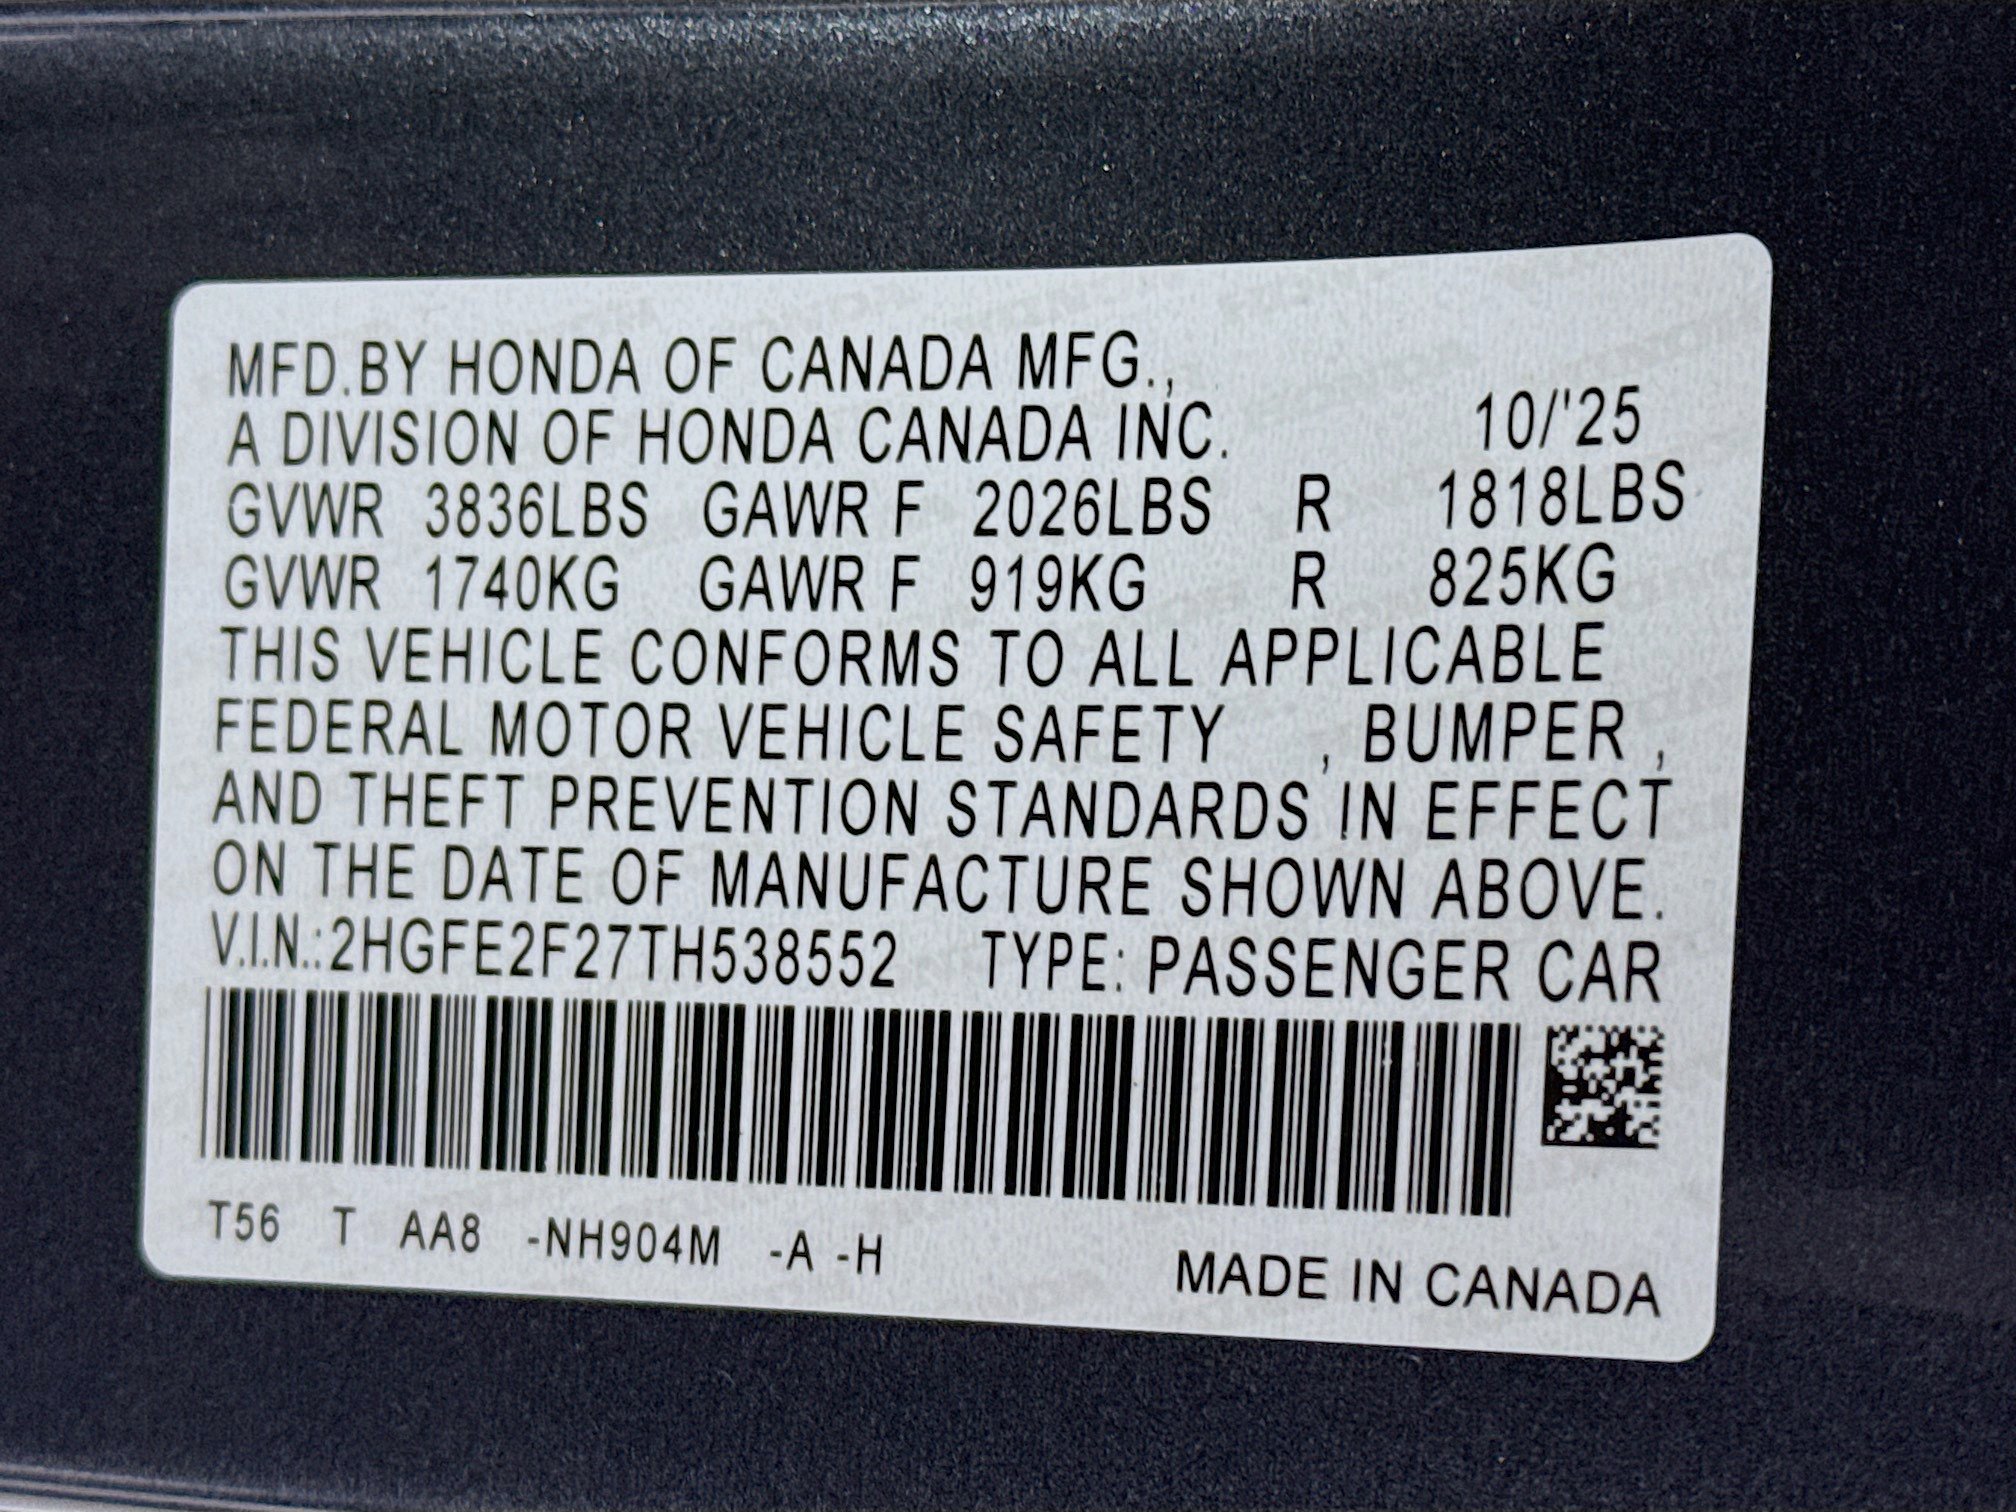 MFD.BY HONDA OF CANADA MFG.,
A DIVISION OF HONDA CANADA INC. 10/'25
GVWR 3836LBS GAWR F 2026LBS R 1818LBS
GVWR 1740KG GAWR F 919KG R 825KG
THIS VEHICLE CONFORMS TO ALL APPLICABLE
FEDERAL MOTOR VEHICLE SAFETY , BUMPER ,
AND THEFT PREVENTION STANDARDS IN EFFECT
ON THE DATE OF MANUFACTURE SHOWN ABOVE.
V.I.N.:2HGFE2F27TH538552 TYPE: PASSENGER CAR
T56 T AA8 -NH904M -A -H
MADE IN CANADA